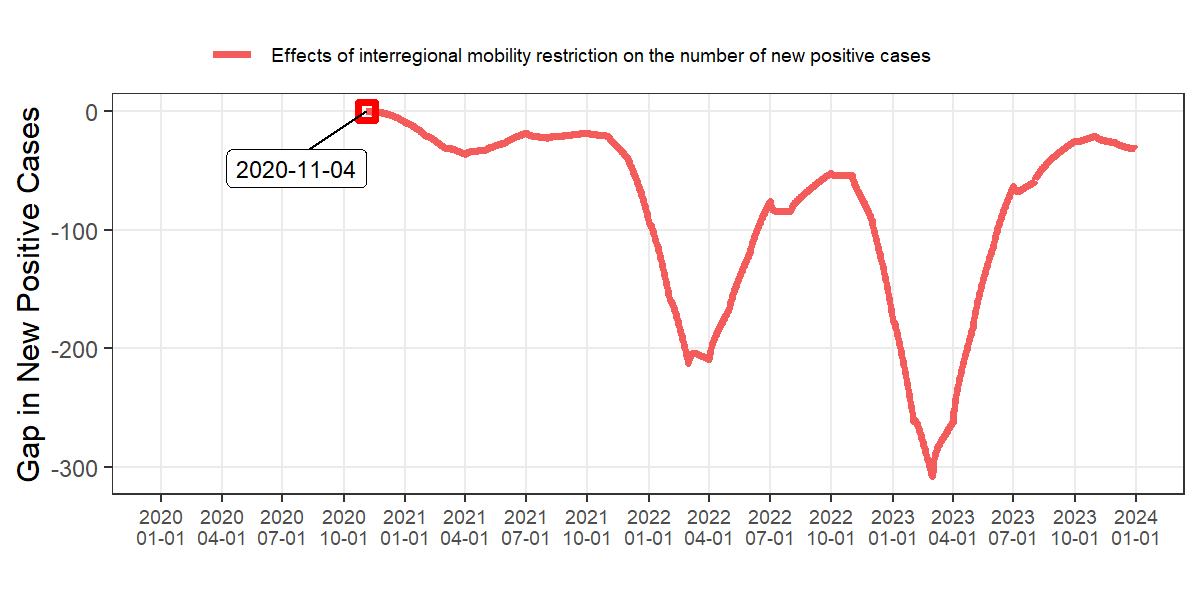 Effects of interregional mobility restriction on the number of new positive cases
Gap in New Positive Cases
0
-100
-200
-300
2020-11-04
2020 2020 2020 2020 2021 2021 2021 2021 2022 2022 2022 2022 2023 2023 2023 2023 2024
01-01 04-01 07-01 10-01 01-01 04-01 07-01 10-01 01-01 04-01 07-01 10-01 01-01 04-01 07-01 10-01 01-01